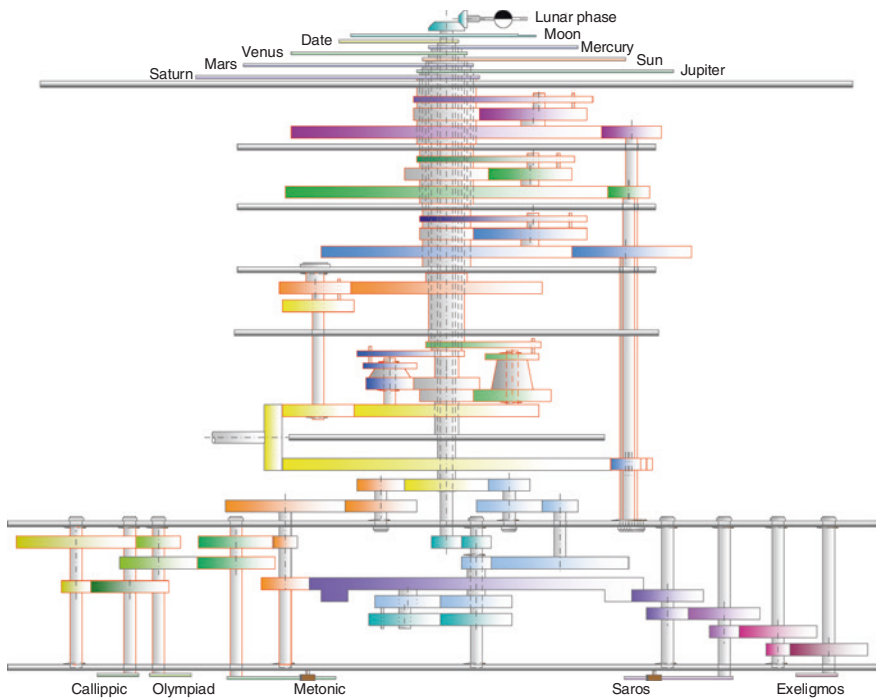 Lunar phase
Moon
Date
Mercury
Venus
Sun
Mars
Jupiter
Saturn
Callippic
Olympiad
Metonic
Saros
Exeligmos